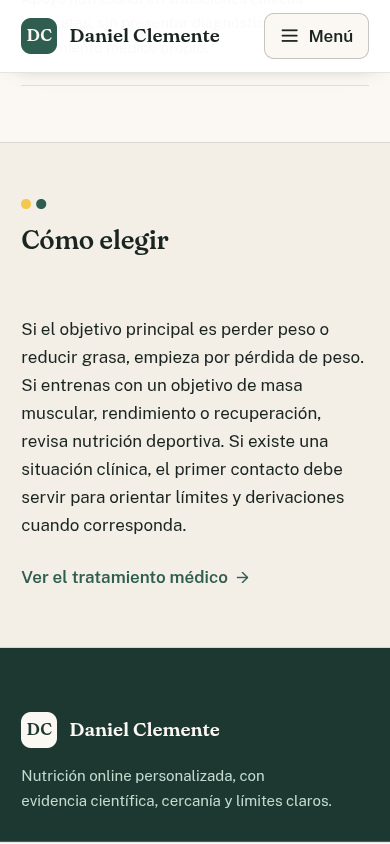 DC Daniel Clemente
Menú
Cómo elegir
Si el objetivo principal es perder peso o
reducir grasa, empieza por pérdida de peso.
Si entrenas con un objetivo de masa
muscular, rendimiento o recuperación,
revisa nutrición deportiva. Si existe una
situación clínica, el primer contacto debe
servir para orientar límites y derivaciones
cuando corresponda.
Ver el tratamiento médico →
DC Daniel Clemente
Nutrición online personalizada, con
evidencia científica, cercanía y límites claros.